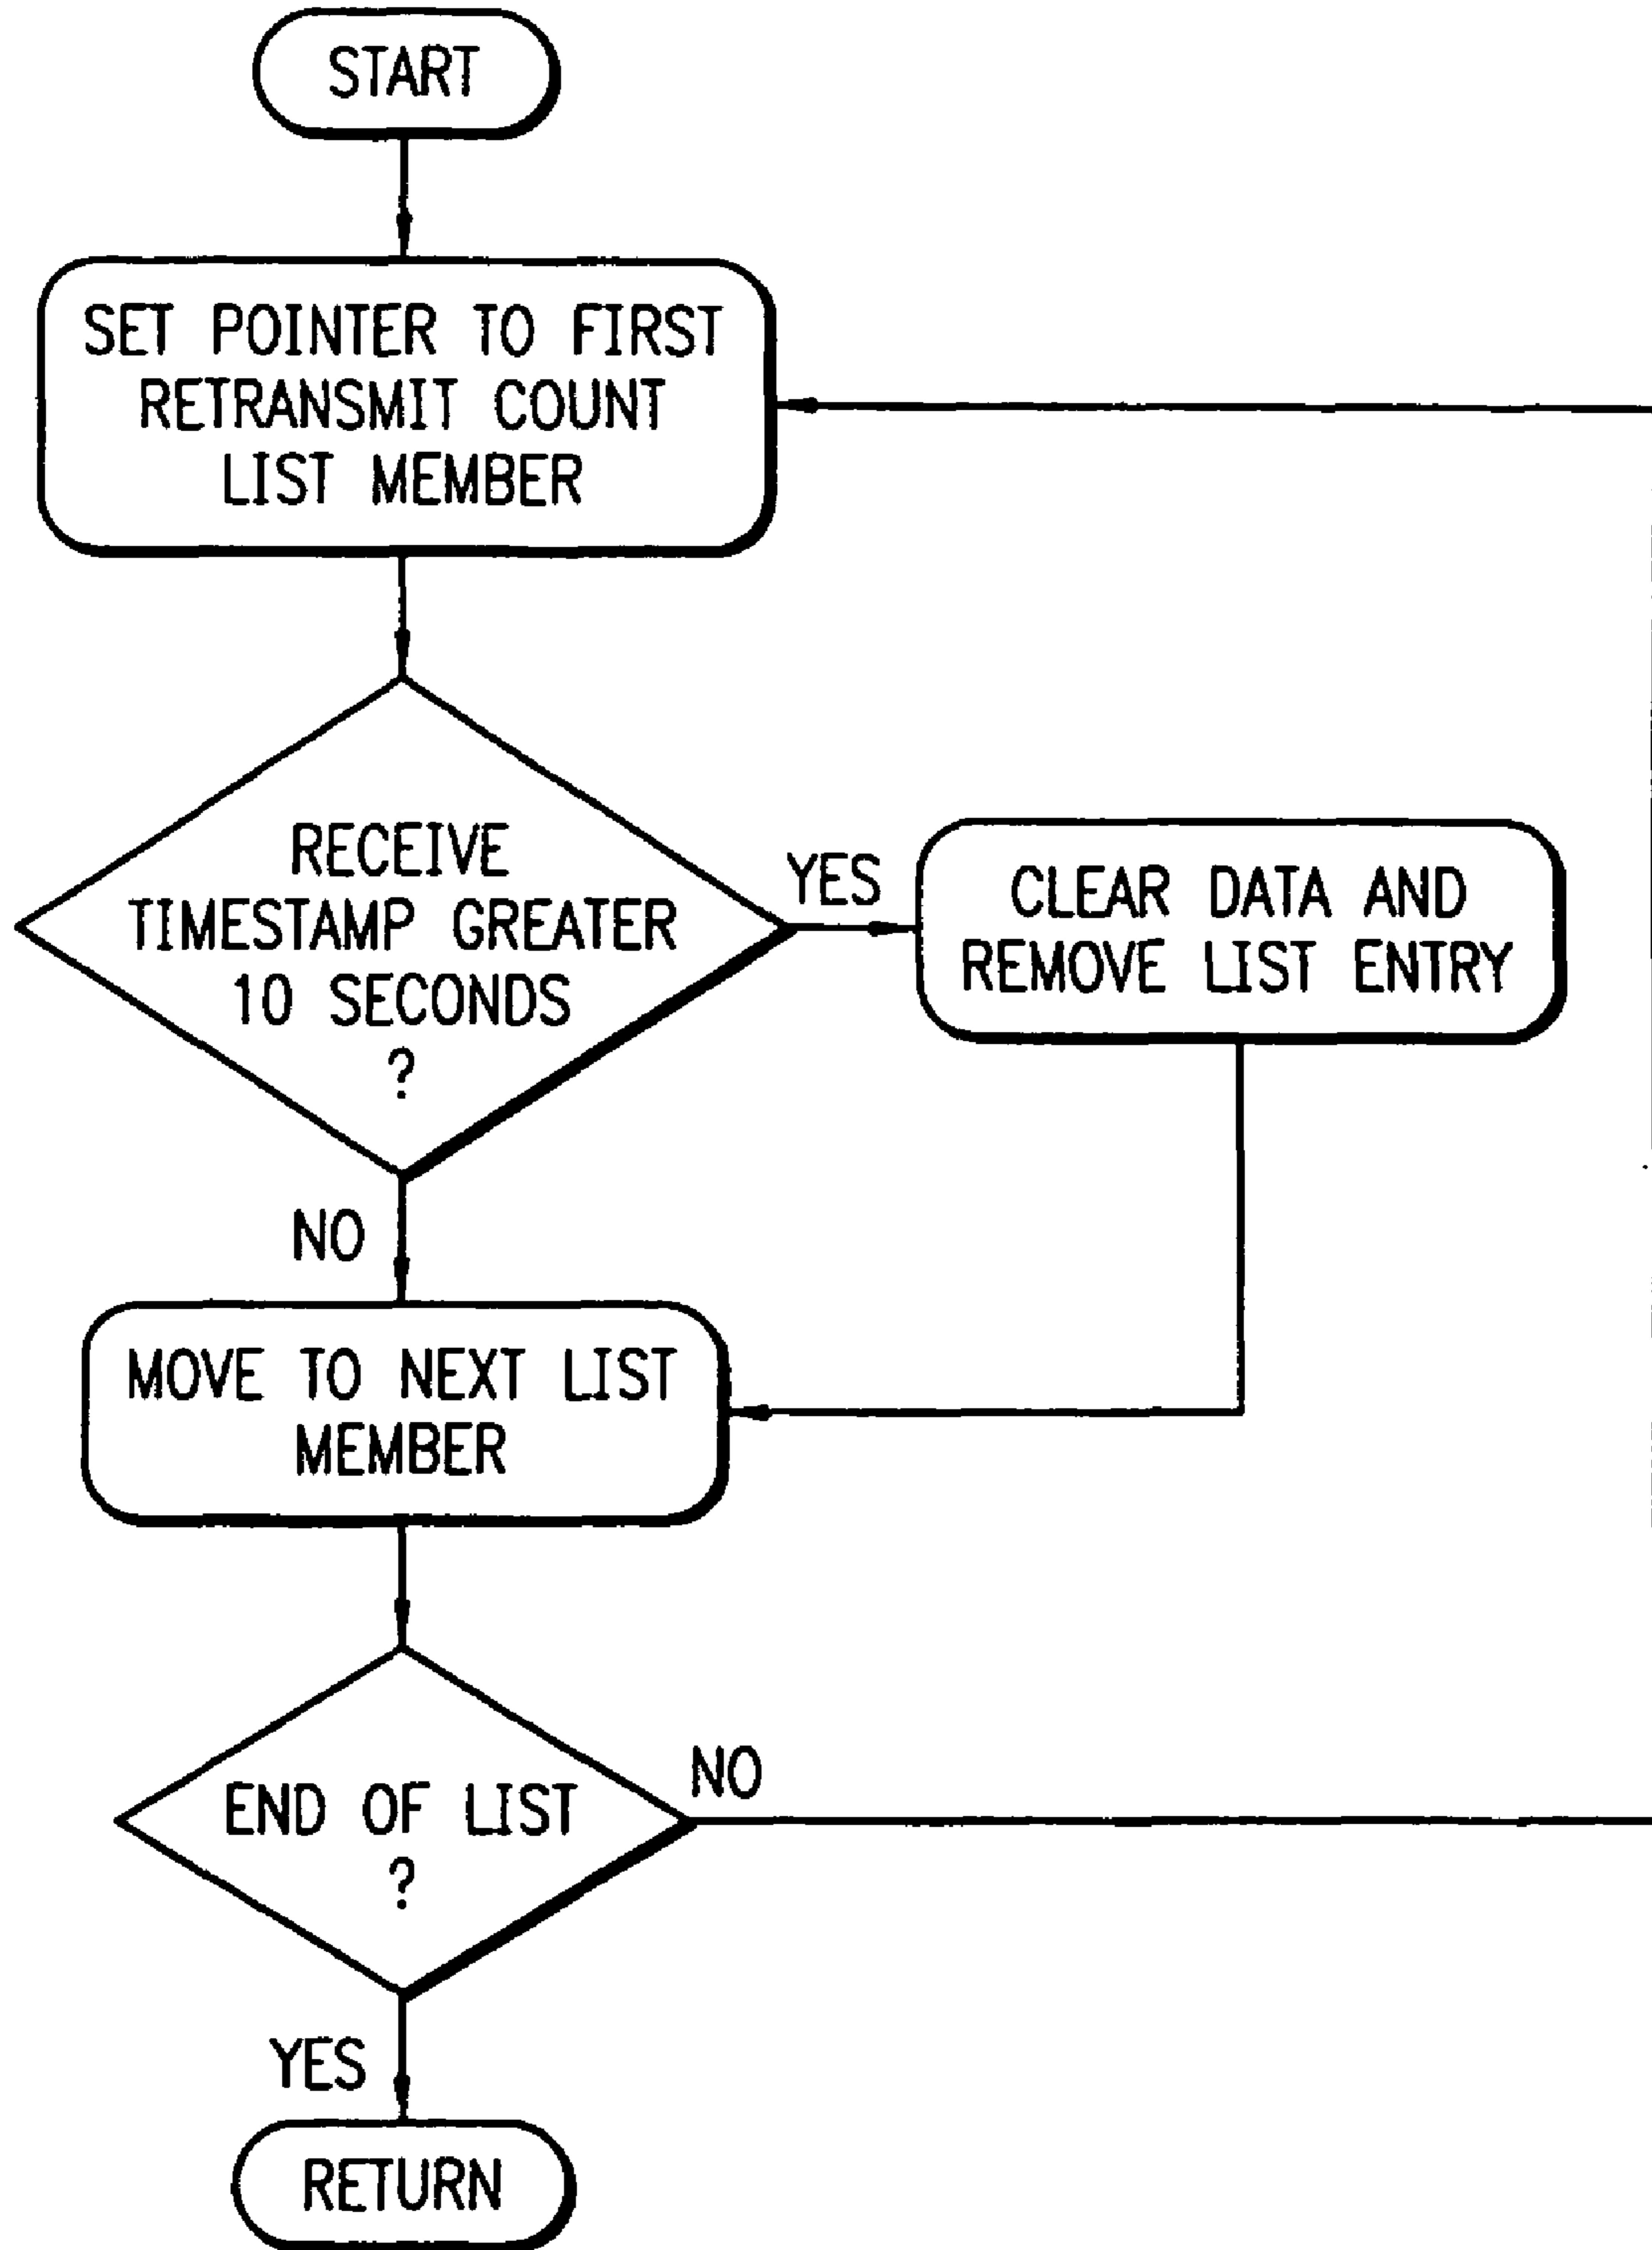 START
SET POINTER TO FIRST
RETRANSMIT COUNT
LIST MEMBER
RECEIVE
TIMESTAMP GREATER
10 SECONDS
?
YES
CLEAR DATA AND
REMOVE LIST ENTRY
NO
MOVE TO NEXT LIST
MEMBER
END OF LIST
?
NO
YES
RETURN